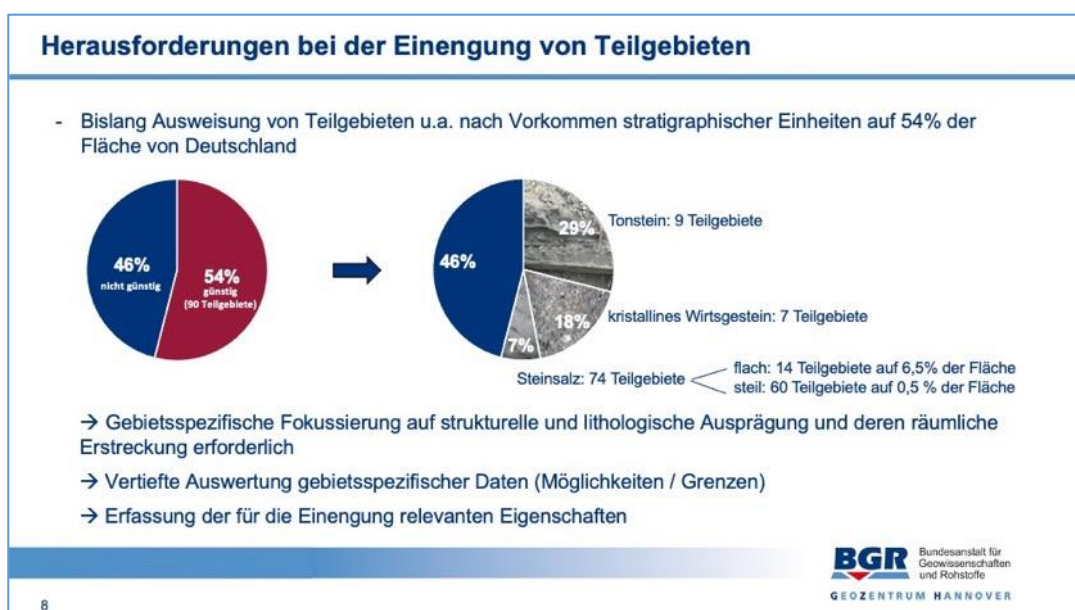 Herausforderungen bei der Einengung von Teilgebieten
- Bislang Ausweisung von Teilgebieten u.a. nach Vorkommen stratigraphischer Einheiten auf 54% der
Fläche von Deutschland
46%
nicht günstig
54%
günstig
(90 Teilgebiete)
46%
29%
18%
7%
Tonstein: 9 Teilgebiete
kristallines Wirtsgestein: 7 Teilgebiete
Steinsalz: 74 Teilgebiete
flach: 14 Teilgebiete auf 6,5% der Fläche
steil: 60 Teilgebiete auf 0,5 % der Fläche
→ Gebietsspezifische Fokussierung auf strukturelle und lithologische Ausprägung und deren räumliche
Erstreckung erforderlich
→ Vertiefte Auswertung gebietsspezifischer Daten (Möglichkeiten / Grenzen)
→ Erfassung der für die Einengung relevanten Eigenschaften
BGR
Bundesanstalt für
Geowissenschaften
und Rohstoffe
GEOZENTRUM HANNOVER
8